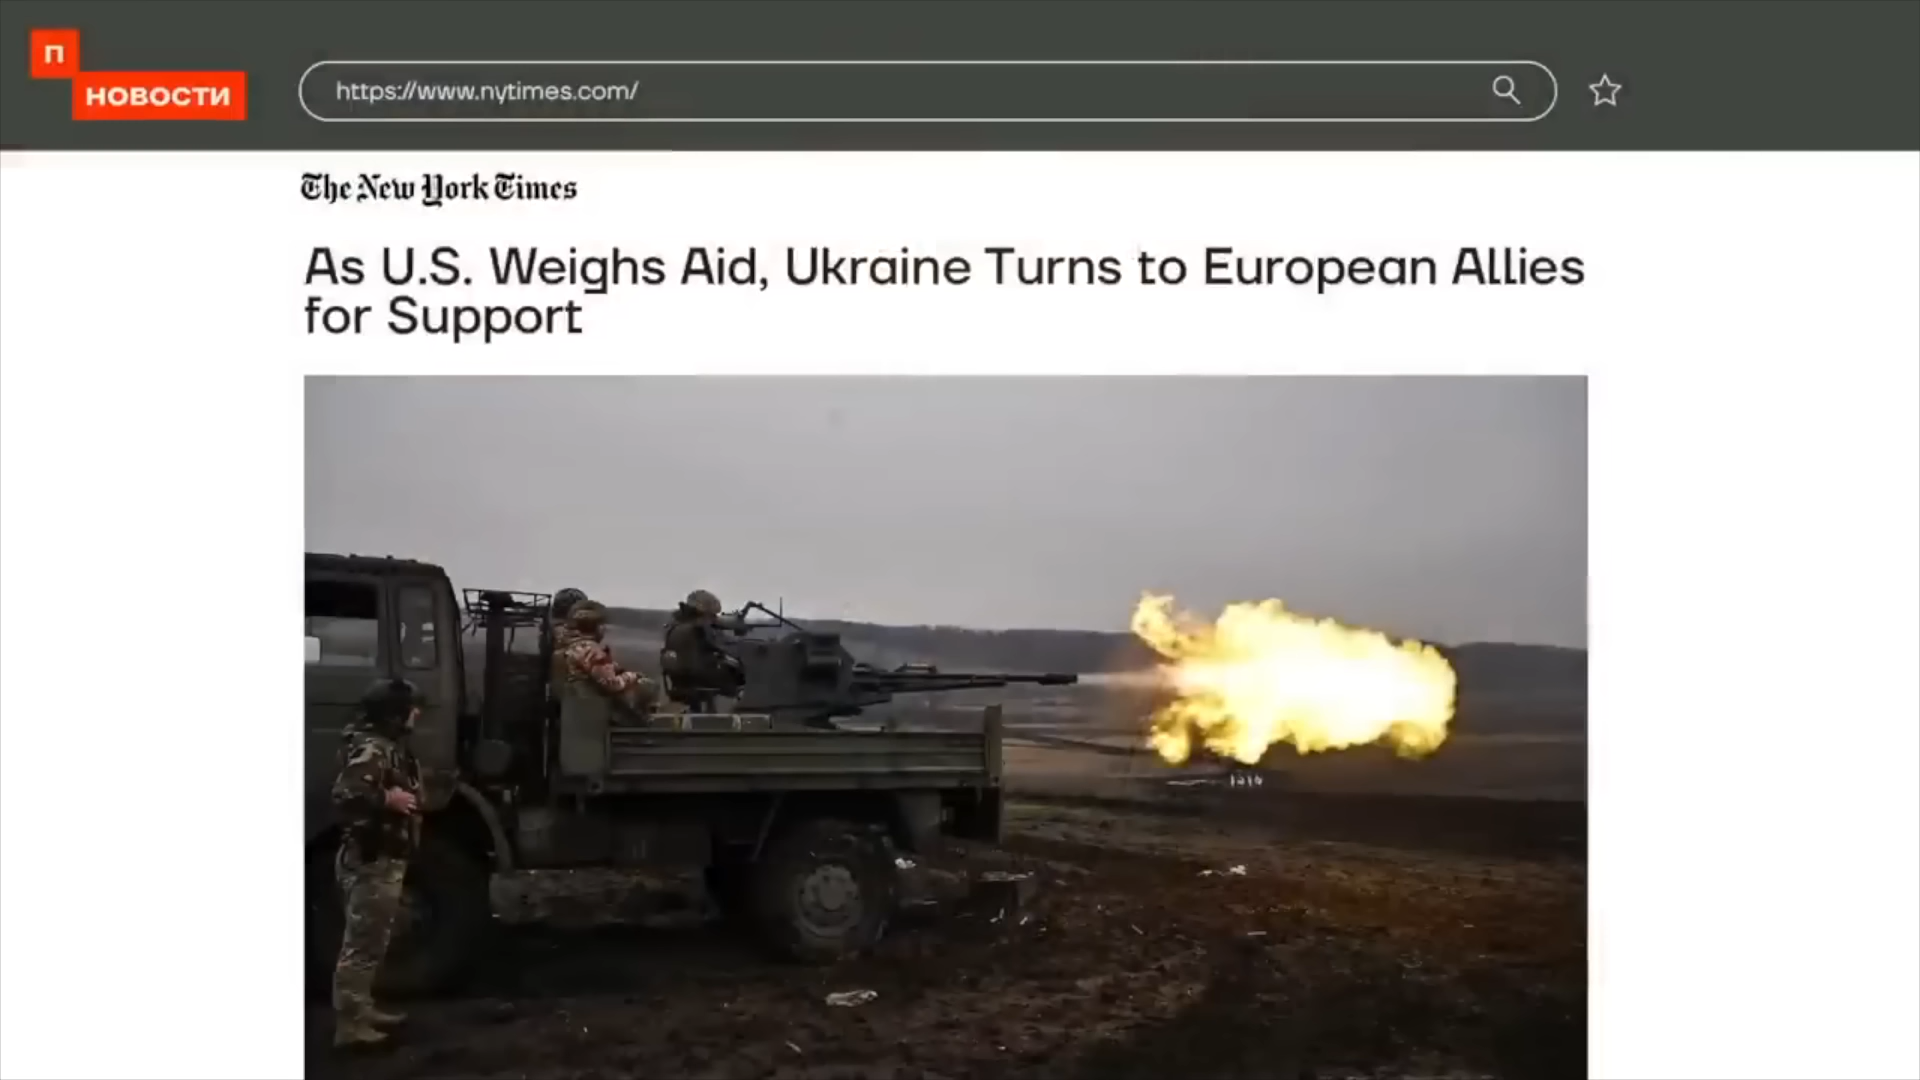 П
НОВОСТИ
https://www.nytimes.com/
The New York Times
As U.S. Weighs Aid, Ukraine Turns to European Allies
for Support